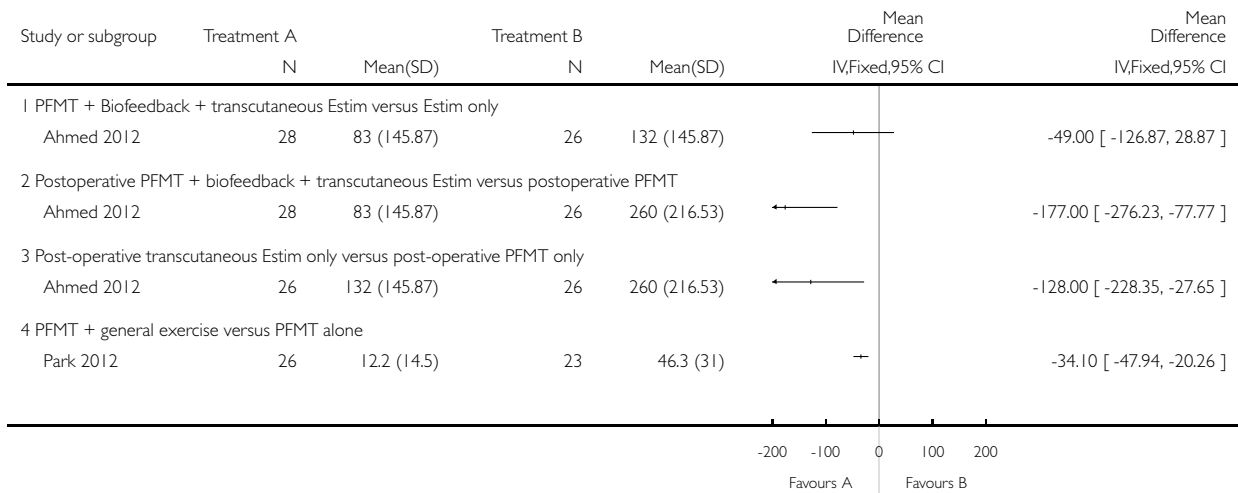 Mean Mean
Study or subgroup Treatment A Treatment B Difference Difference
N Mean(SD) N Mean(SD) IV,Fixed,95% CI IV,Fixed,95% CI
1 PFMT + Biofeedback + transcutaneous Estim versus Estim only
Ahmed 2012 28 83 (145.87) 26 132 (145.87) -49.00 [ -126.87, 28.87 ]
2 Postoperative PFMT + biofeedback + transcutaneous Estim versus postoperative PFMT
Ahmed 2012 28 83 (145.87) 26 260 (216.53) -177.00 [ -276.23, -77.77 ]
3 Post-operative transcutaneous Estim only versus post-operative PFMT only
Ahmed 2012 26 132 (145.87) 26 260 (216.53) -128.00 [ -228.35, -27.65 ]
4 PFMT + general exercise versus PFMT alone
Park 2012 26 12.2 (14.5) 23 46.3 (31) -34.10 [ -47.94, -20.26 ]
-200 -100 0 100 200
Favours A Favours B